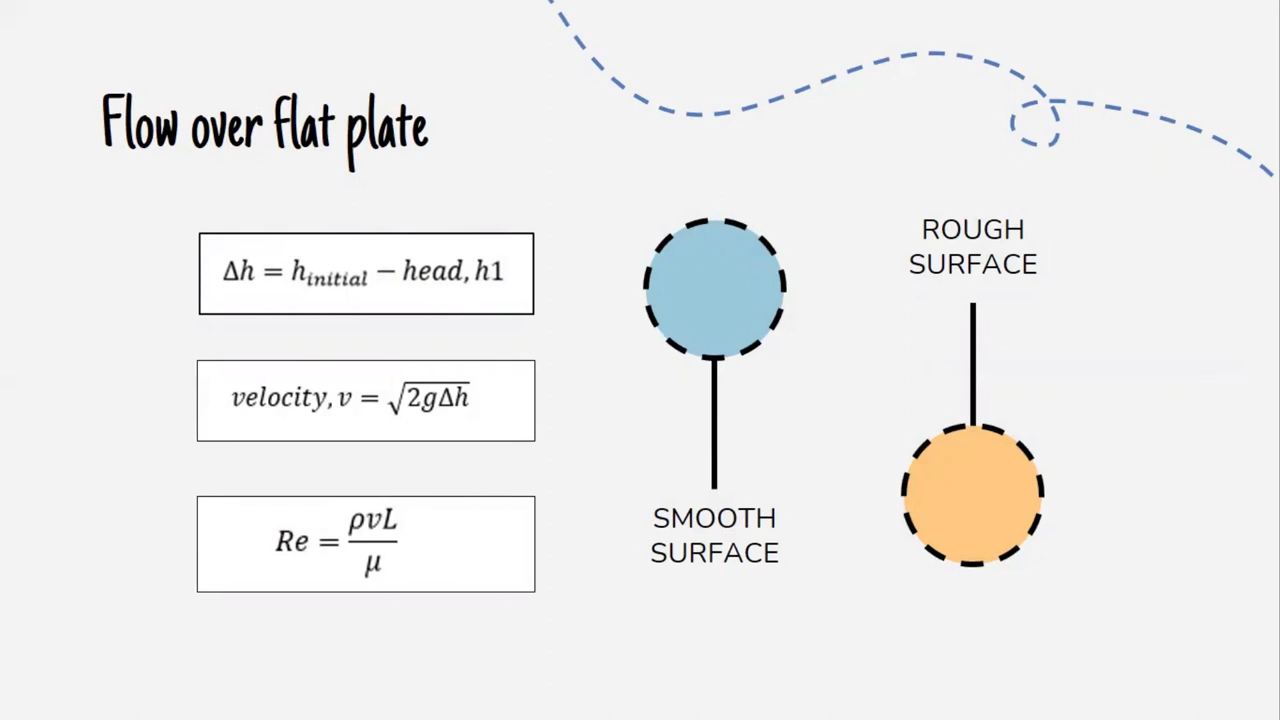 Flow over flat plate
Δh = h_initial − head, h1
velocity, v = √2gΔh
Re = ρvL/μ
SMOOTH
SURFACE
ROUGH
SURFACE